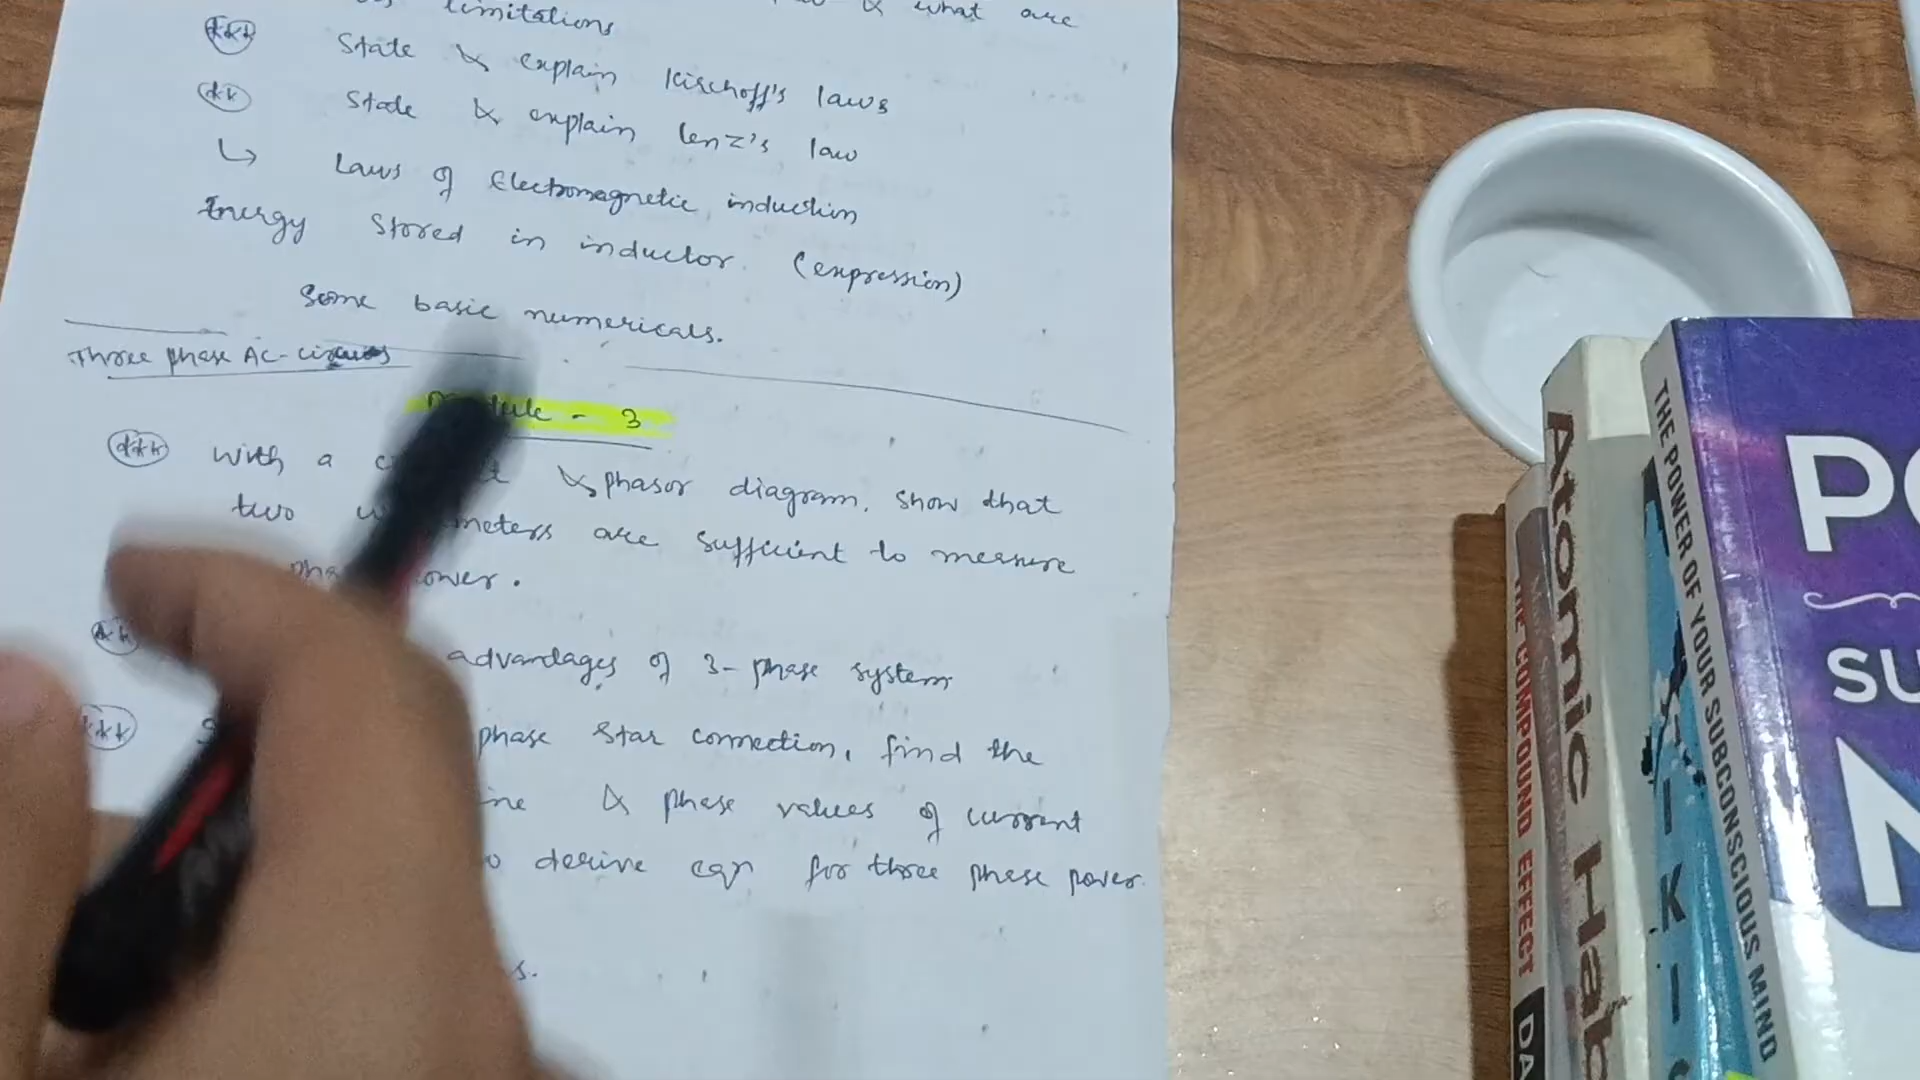 limitations & what are
*** State & explain Kirchoff's laws
** State & explain lenz's law
↳ Laws of Electromagnetic induction
Energy Stored in inductor. (expression)
Some basic numericals.
Three phase AC-circuits
- 3
*** With a & phasor diagram, show that
two meters are sufficient to measure
advantages of 3-phase system
*** phase Star connection, find the
& phase values of current
derive eqn for three phase power.
THE COMPOUND EFFECT
Atomic
IKI
THE POWER OF YOUR SUBCONSCIOUS MIND